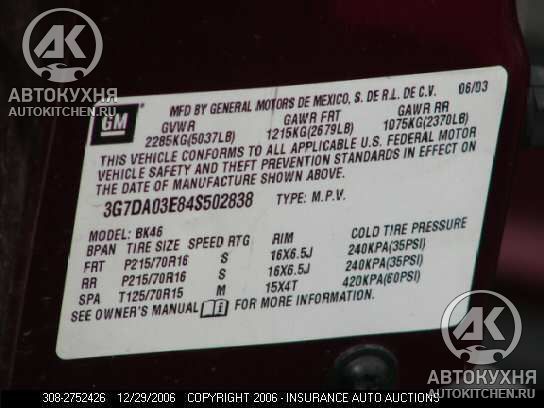 АК
АВТОКУХНЯ
AUTOKITCHEN.RU
GM
MFD BY GENERAL MOTORS DE MEXICO, S. DE R.L. DE C.V. 06/03
GVWR GAWR FRT GAWR RR
2285KG(5037LB) 1215KG(2679LB) 1075KG(2370LB)
THIS VEHICLE CONFORMS TO ALL APPLICABLE U.S. FEDERAL MOTOR
VEHICLE SAFETY AND THEFT PREVENTION STANDARDS IN EFFECT ON
THE DATE OF MANUFACTURE SHOWN ABOVE.
3G7DA03E84S502838 TYPE: M.P.V.
MODEL: BK46
BPAN TIRE SIZE SPEED RTG RIM COLD TIRE PRESSURE
FRT P215/70R16 S 16X6.5J 240KPA(35PSI)
RR P215/70R16 S 16X6.5J 240KPA(35PSI)
SPA T125/70R15 M 15X4T 420KPA(60PSI)
SEE OWNER'S MANUAL FOR MORE INFORMATION.
АК
АВТОКУХНЯ
AUTOKITCHEN.RU
308-2752426 12/29/2006 COPYRIGHT 2006 - INSURANCE AUTO AUCTIONS